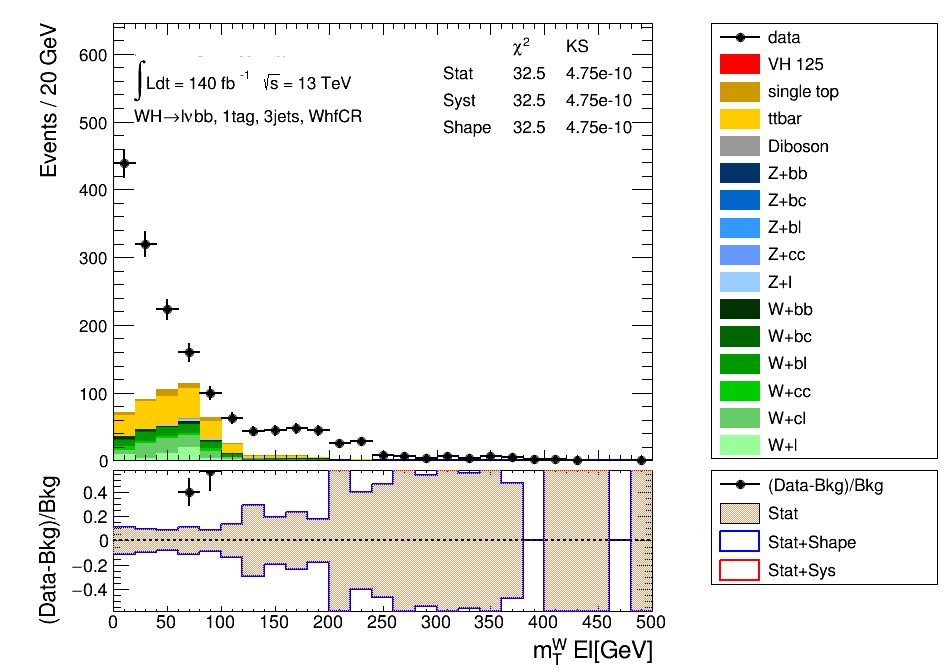 Events / 20 GeV
600
500
400
300
200
100
0
∫Ldt = 140 fb⁻¹ √s = 13 TeV
WH→lνbb, 1tag, 3jets, WhfCR
χ² KS
Stat 32.5 4.75e-10
Syst 32.5 4.75e-10
Shape 32.5 4.75e-10
(Data-Bkg)/Bkg
0.4
0.2
0
−0.2
−0.4
0 50 100 150 200 250 300 350 400 450 500
m_T^W El[GeV]
data
VH 125
single top
ttbar
Diboson
Z+bb
Z+bc
Z+bl
Z+cc
Z+l
W+bb
W+bc
W+bl
W+cc
W+cl
W+l
(Data-Bkg)/Bkg
Stat
Stat+Shape
Stat+Sys